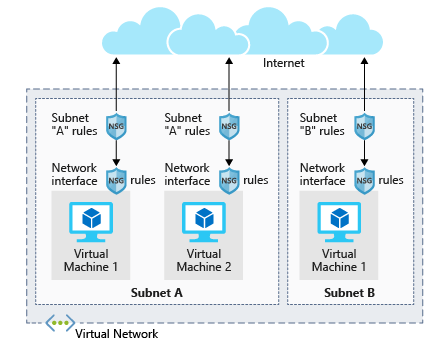 Internet
Subnet
"A" rules
NSG
Subnet
"A" rules
NSG
Subnet
"B" rules
NSG
Network
interface
NSG
rules
Network
interface
NSG
rules
Network
interface
NSG
rules
Virtual
Machine 1
Virtual
Machine 2
Virtual
Machine 1
Subnet A
Subnet B
Virtual Network